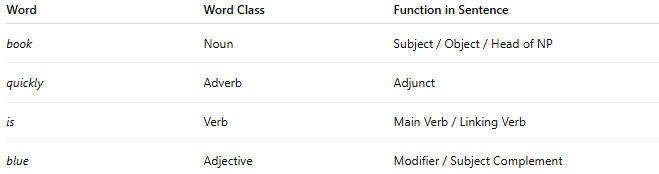 Word Word Class Function in Sentence
book Noun Subject / Object / Head of NP
quickly Adverb Adjunct
is Verb Main Verb / Linking Verb
blue Adjective Modifier / Subject Complement